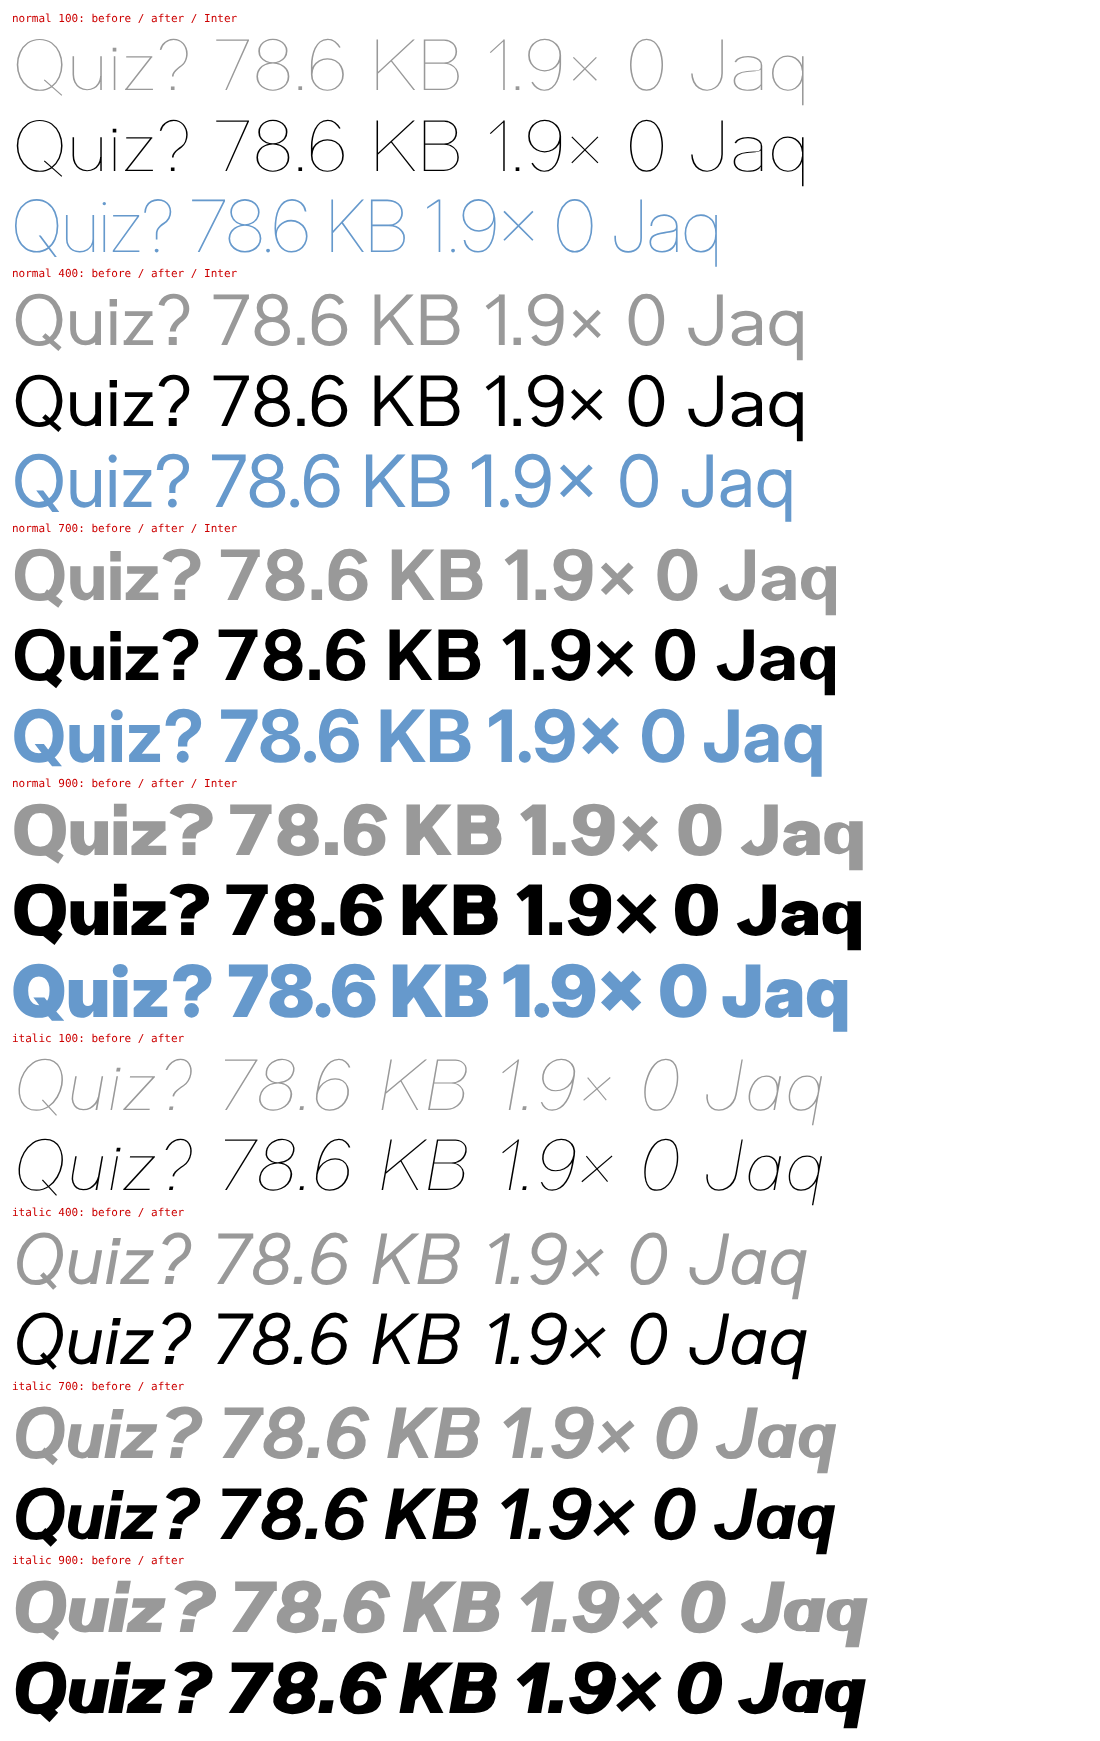 normal 100: before / after / Inter
Quiz? 78.6 KB 1.9× 0 Jaq
Quiz? 78.6 KB 1.9× 0 Jaq
Quiz? 78.6 KB 1.9× 0 Jaq
normal 400: before / after / Inter
Quiz? 78.6 KB 1.9× 0 Jaq
Quiz? 78.6 KB 1.9× 0 Jaq
Quiz? 78.6 KB 1.9× 0 Jaq
normal 700: before / after / Inter
Quiz? 78.6 KB 1.9× 0 Jaq
Quiz? 78.6 KB 1.9× 0 Jaq
Quiz? 78.6 KB 1.9× 0 Jaq
normal 900: before / after / Inter
Quiz? 78.6 KB 1.9× 0 Jaq
Quiz? 78.6 KB 1.9× 0 Jaq
Quiz? 78.6 KB 1.9× 0 Jaq
italic 100: before / after
Quiz? 78.6 KB 1.9× 0 Jaq
Quiz? 78.6 KB 1.9× 0 Jaq
italic 400: before / after
Quiz? 78.6 KB 1.9× 0 Jaq
Quiz? 78.6 KB 1.9× 0 Jaq
italic 700: before / after
Quiz? 78.6 KB 1.9× 0 Jaq
Quiz? 78.6 KB 1.9× 0 Jaq
italic 900: before / after
Quiz? 78.6 KB 1.9× 0 Jaq
Quiz? 78.6 KB 1.9× 0 Jaq